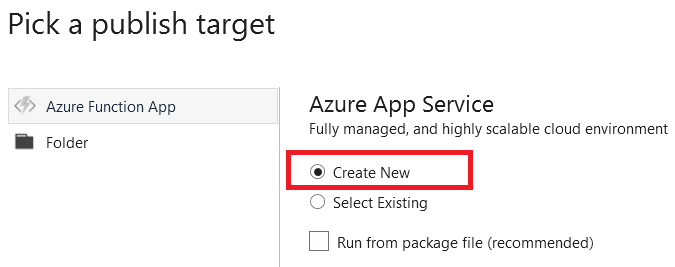 Pick a publish target
Azure Function App
Folder
Azure App Service
Fully managed, and highly scalable cloud environment
Create New
Select Existing
Run from package file (recommended)